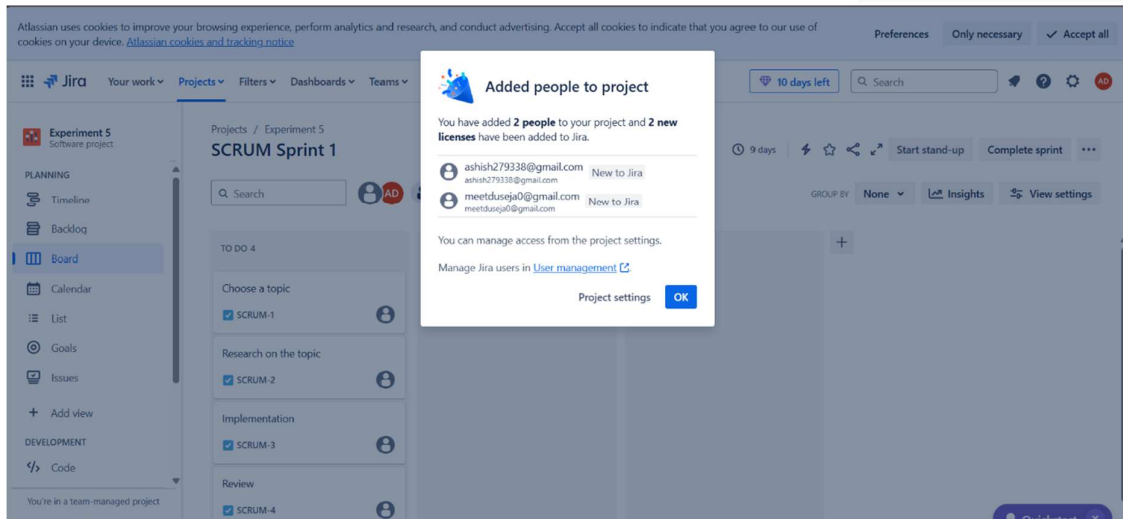 Atlassian uses cookies to improve your browsing experience, perform analytics and research, and conduct advertising. Accept all cookies to indicate that you agree to our use of
cookies on your device. Atlassian cookies and tracking notice
Preferences
Only necessary
Accept all
Jira
Your work
Projects
Filters
Dashboards
Teams
10 days left
Search
AD
Experiment 5
Software project
PLANNING
Timeline
Backlog
Board
Calendar
List
Goals
Issues
Add view
DEVELOPMENT
Code
You're in a team-managed project
Projects / Experiment 5
SCRUM Sprint 1
9 days
Start stand-up
Complete sprint
Search
AD
GROUP BY
None
Insights
View settings
TO DO 4
Choose a topic
SCRUM-1
Research on the topic
SCRUM-2
Implementation
SCRUM-3
Review
SCRUM-4
Added people to project
You have added 2 people to your project and 2 new
licenses have been added to Jira.
ashish279338@gmail.com New to Jira
ashish279338@gmail.com
meetduseja0@gmail.com New to Jira
meetduseja0@gmail.com
You can manage access from the project settings.
Manage Jira users in User management.
Project settings
OK